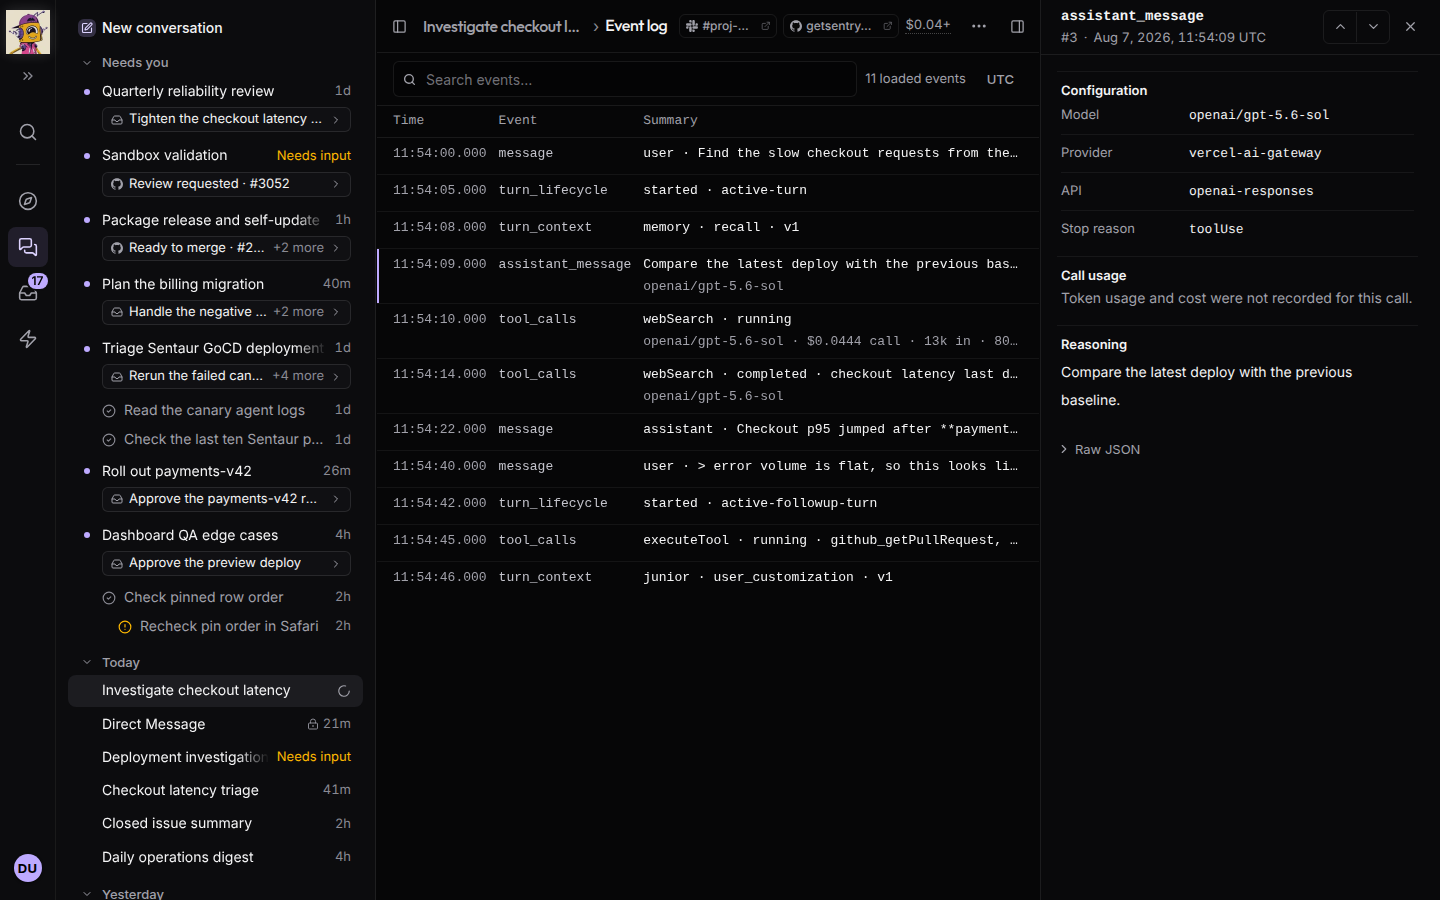 New conversation
Needs you
Quarterly reliability review 1d
Tighten the checkout latency ...
Sandbox validation Needs input
Review requested · #3052
Package release and self-update 1h
Ready to merge · #2... +2 more
Plan the billing migration 40m
Handle the negative ... +2 more
Triage Sentaur GoCD deployment 1d
Rerun the failed can... +4 more
Read the canary agent logs 1d
Check the last ten Sentaur p... 1d
Roll out payments-v42 26m
Approve the payments-v42 r...
Dashboard QA edge cases 4h
Approve the preview deploy
Check pinned row order 2h
Recheck pin order in Safari 2h
Today
Investigate checkout latency
Direct Message 21m
Deployment investigation Needs input
Checkout latency triage 41m
Closed issue summary 2h
Daily operations digest 4h
Yesterday
17
DU
Investigate checkout l... › Event log #proj-... getsentry... $0.04+
Search events... 11 loaded events UTC
Time Event Summary
11:54:00.000 message user · Find the slow checkout requests from the…
11:54:05.000 turn_lifecycle started · active-turn
11:54:08.000 turn_context memory · recall · v1
11:54:09.000 assistant_message Compare the latest deploy with the previous bas…
openai/gpt-5.6-sol
11:54:10.000 tool_calls webSearch · running
openai/gpt-5.6-sol · $0.0444 call · 13k in · 80…
11:54:14.000 tool_calls webSearch · completed · checkout latency last d…
openai/gpt-5.6-sol
11:54:22.000 message assistant · Checkout p95 jumped after **payment…
11:54:40.000 message user · > error volume is flat, so this looks li…
11:54:42.000 turn_lifecycle started · active-followup-turn
11:54:45.000 tool_calls executeTool · running · github_getPullRequest, …
11:54:46.000 turn_context junior · user_customization · v1
assistant_message
#3 · Aug 7, 2026, 11:54:09 UTC
Configuration
Model openai/gpt-5.6-sol
Provider vercel-ai-gateway
API openai-responses
Stop reason toolUse
Call usage
Token usage and cost were not recorded for this call.
Reasoning
Compare the latest deploy with the previous
baseline.
Raw JSON